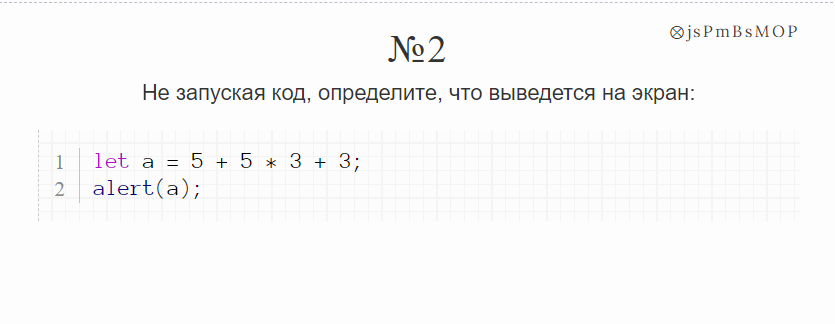 ⊗jsPmBsMOP
№2
Не запуская код, определите, что выведется на экран:
1 let a = 5 + 5 * 3 + 3;
2 alert(a);